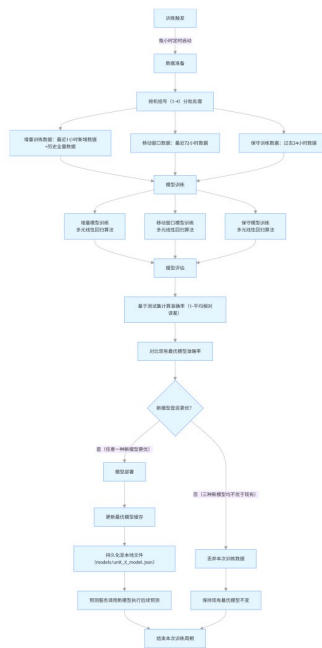 训练触发
每小时定时启动
数据准备
按机组号（1-4）分批处理
增量训练数据：最近1小时新增数据
+历史全量数据
移动窗口数据：最近72小时数据
保守训练数据：过去24小时数据
模型训练
增量模型训练
多元线性回归算法
移动窗口模型训练
多元线性回归算法
保守模型训练
多元线性回归算法
模型评估
基于测试集计算准确率（1-平均相对
误差）
对比现有最优模型准确率
新模型是否更优？
是（任意一种新模型更优）
否（三种新模型均不优于现有）
模型部署
更新最优模型缓存
丢弃本次训练数据
持久化至本地文件
(models/unit_X_model.json)
预测服务调用新模型执行后续预测
保持现有最优模型不变
结束本次训练周期